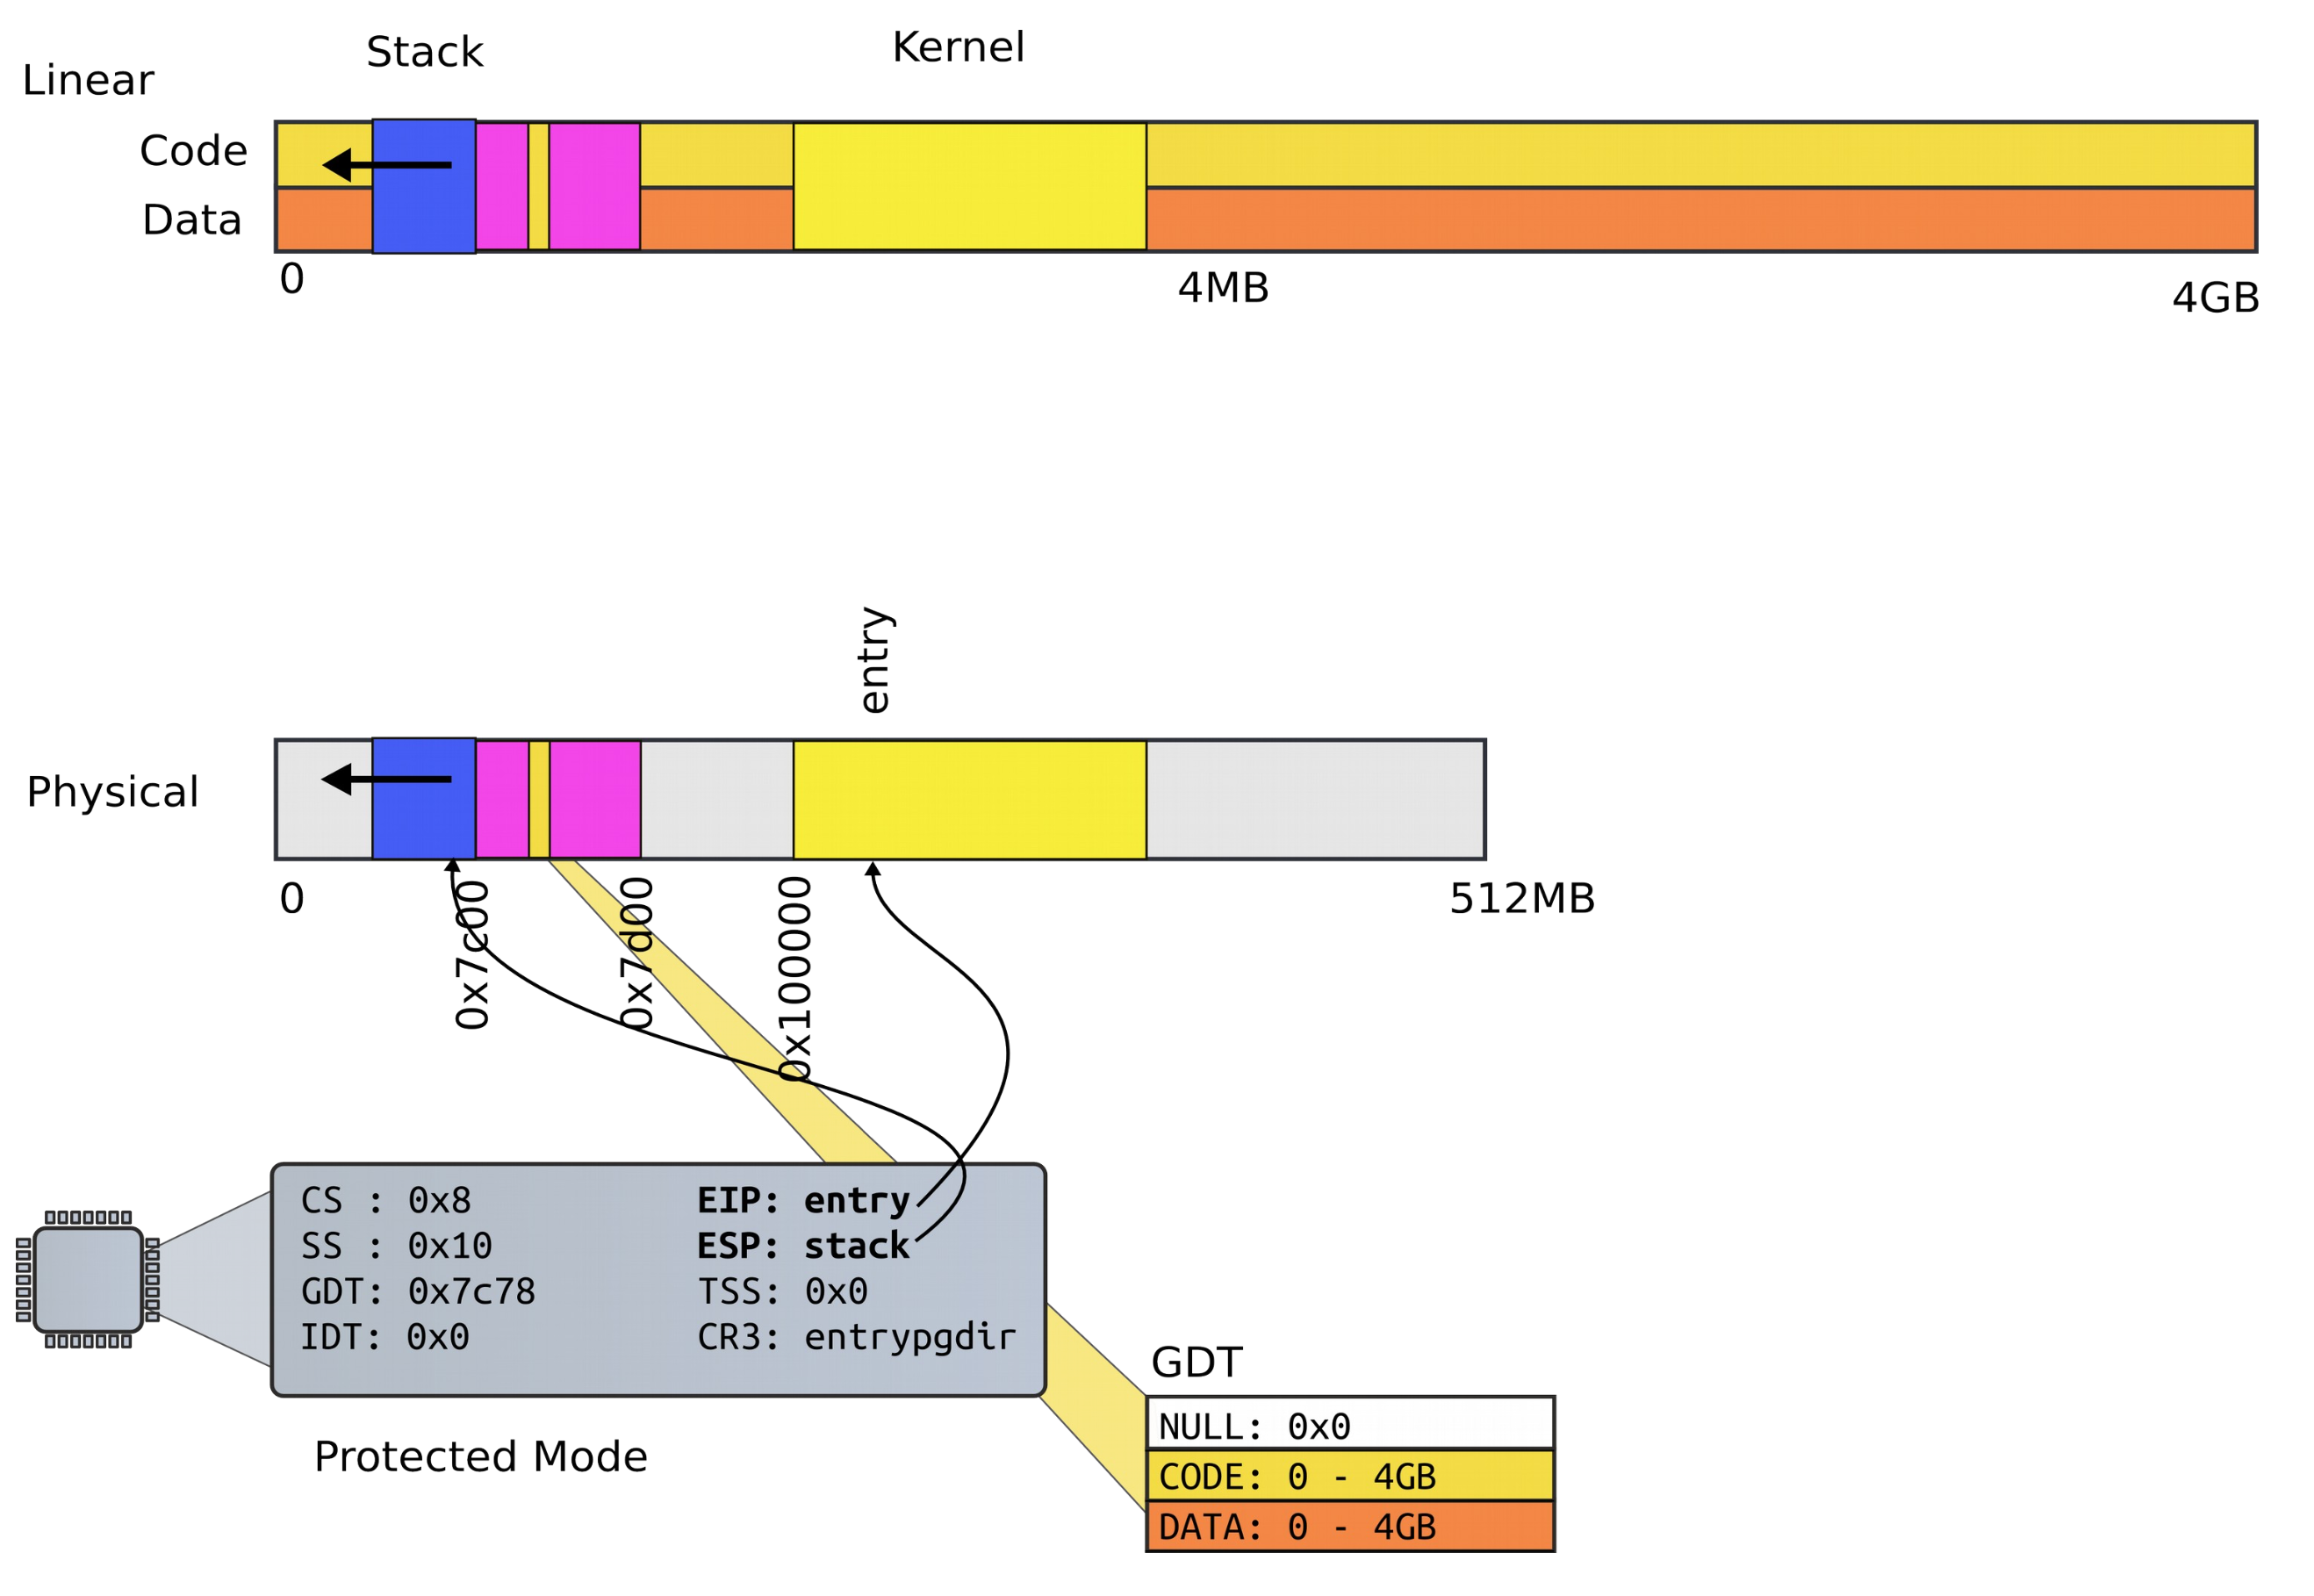 Stack
Kernel
Linear
Code
Data
0
4MB
4GB
entry
Physical
0
0x7c00
0x7d00
0x100000
512MB
CS : 0x8
SS : 0x10
GDT: 0x7c78
IDT: 0x0
EIP: entry
ESP: stack
TSS: 0x0
CR3: entrypgdir
Protected Mode
GDT
NULL: 0x0
CODE: 0 - 4GB
DATA: 0 - 4GB